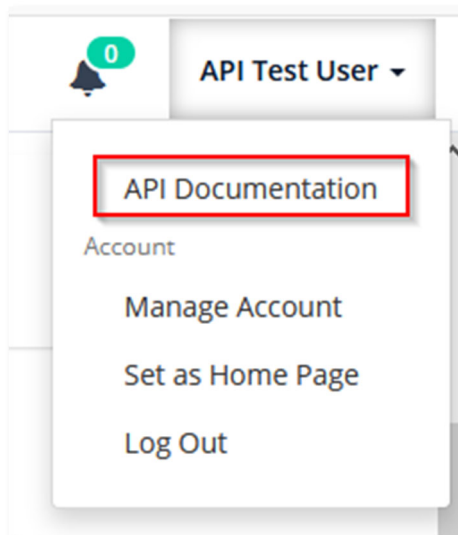 0
API Test User
API Documentation
Account
Manage Account
Set as Home Page
Log Out